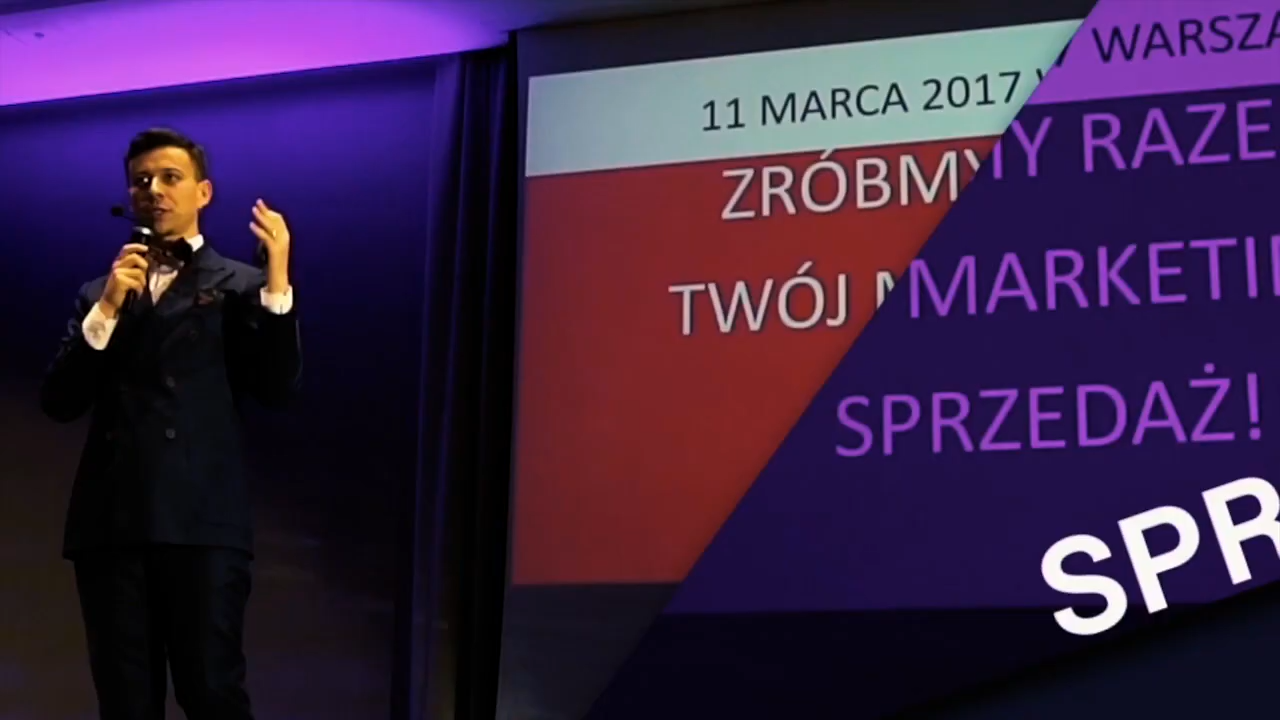 11 MARCA 2017 W WARSZA
ZRÓBMY RAZE
TWÓJ MARKETI
SPRZEDAŻ!
SPR